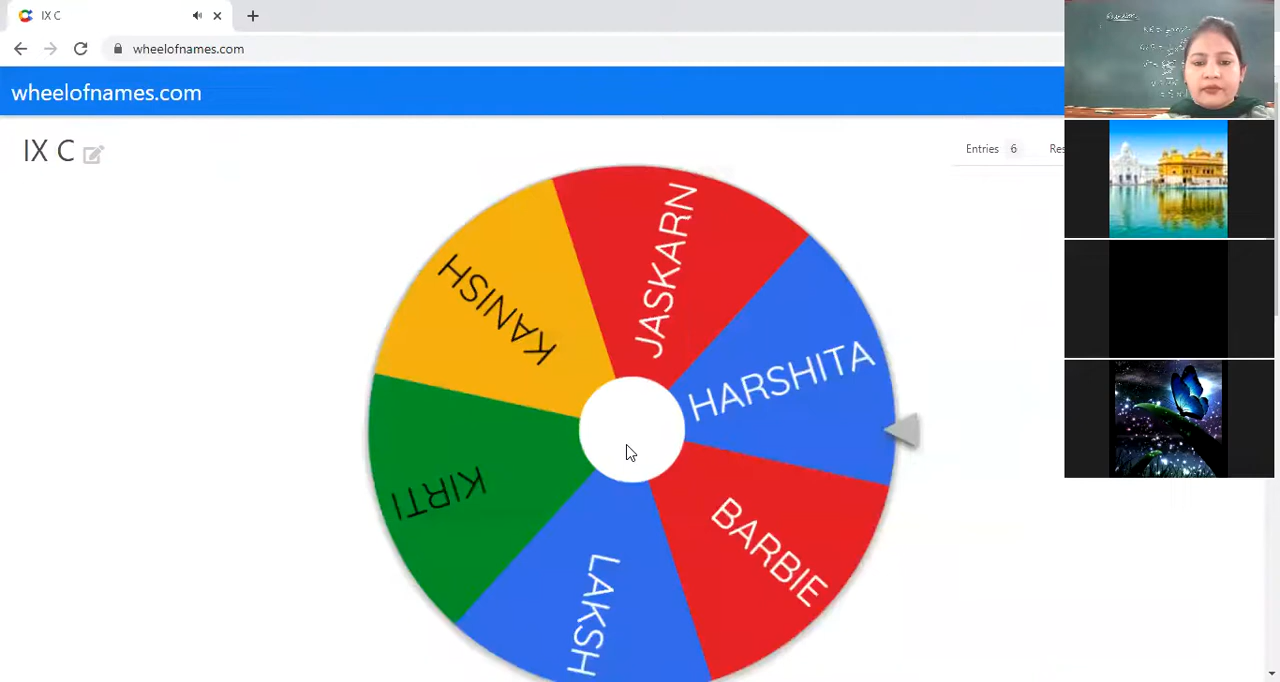 IX C
wheelofnames.com
wheelofnames.com
IX C
Entries 6
JASKARN
HARSHITA
BARBIE
LAKSH
KIRTI
KANISH